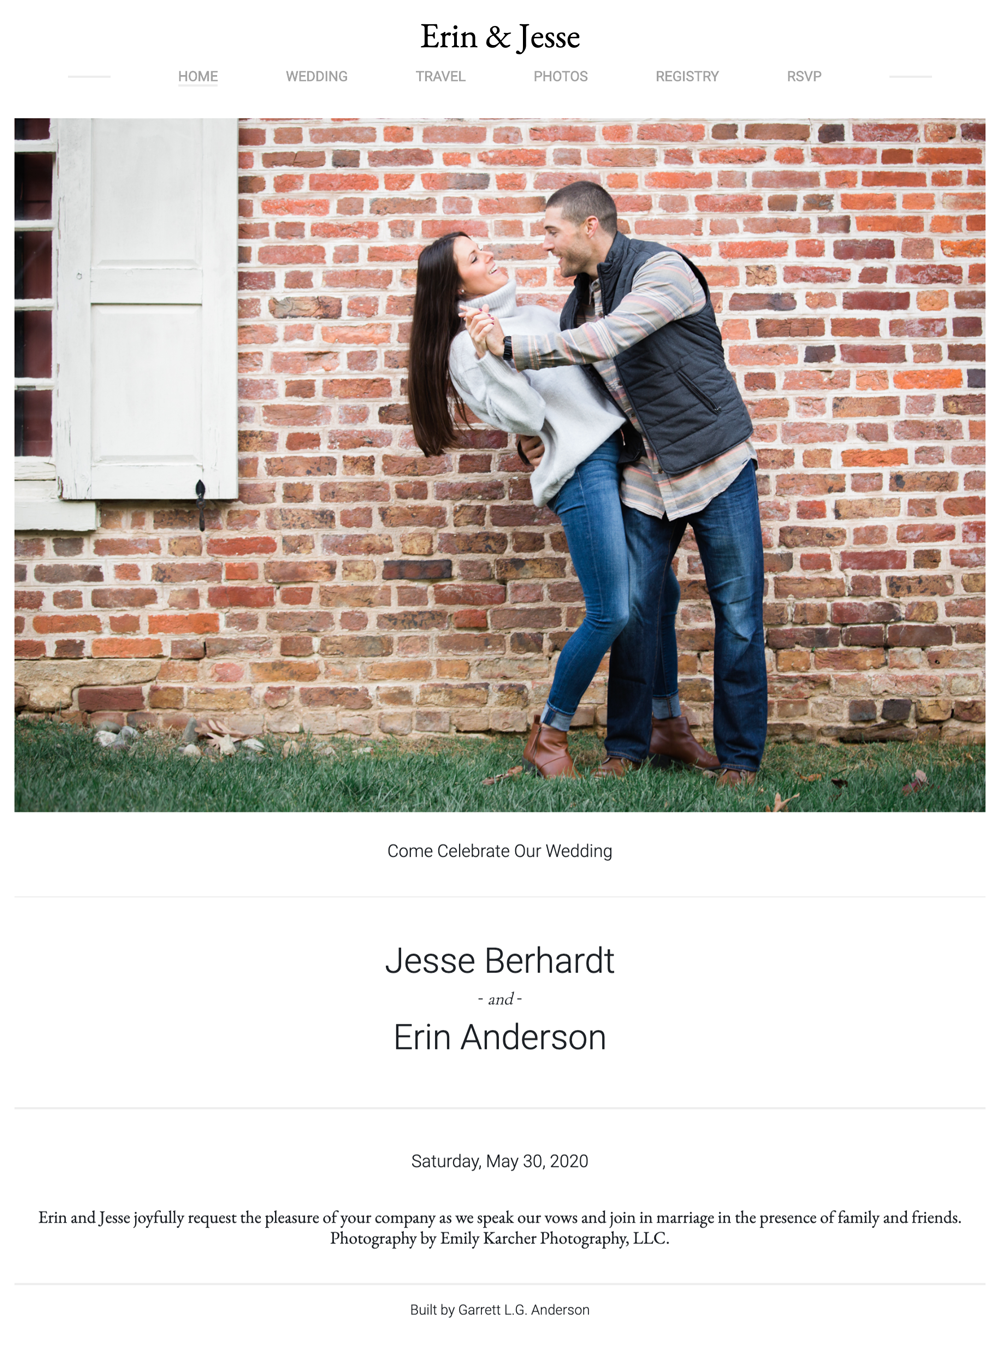 Erin & Jesse
HOME WEDDING TRAVEL PHOTOS REGISTRY RSVP
Come Celebrate Our Wedding
Jesse Berhardt
- and -
Erin Anderson
Saturday, May 30, 2020
Erin and Jesse joyfully request the pleasure of your company as we speak our vows and join in marriage in the presence of family and friends.
Photography by Emily Karcher Photography, LLC.
Built by Garrett L.G. Anderson